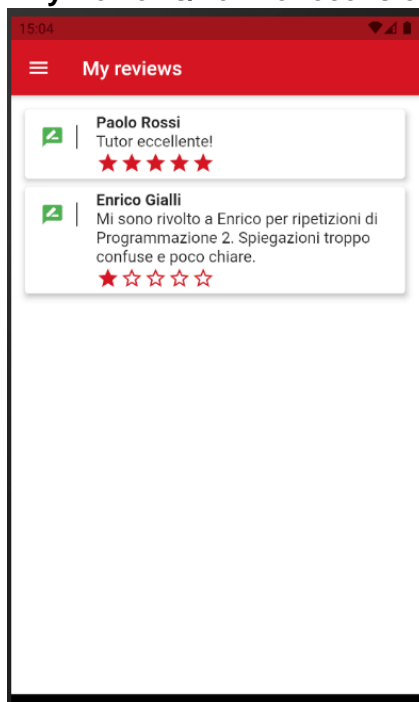 15:04
My reviews
Paolo Rossi
Tutor eccellente!
Enrico Gialli
Mi sono rivolto a Enrico per ripetizioni di
Programmazione 2. Spiegazioni troppo
confuse e poco chiare.